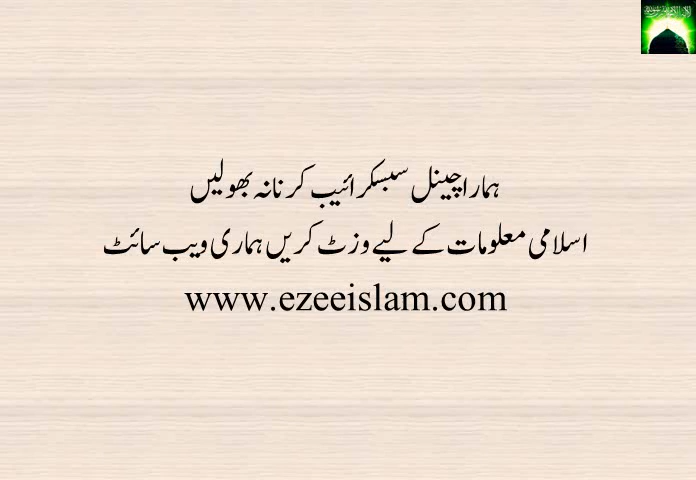 ہمارا چینل سبسکرائیب کرنا نہ بھولیں
اسلامی معلومات کے لیے وزٹ کریں ہماری ویب سائٹ
www.ezeeislam.com